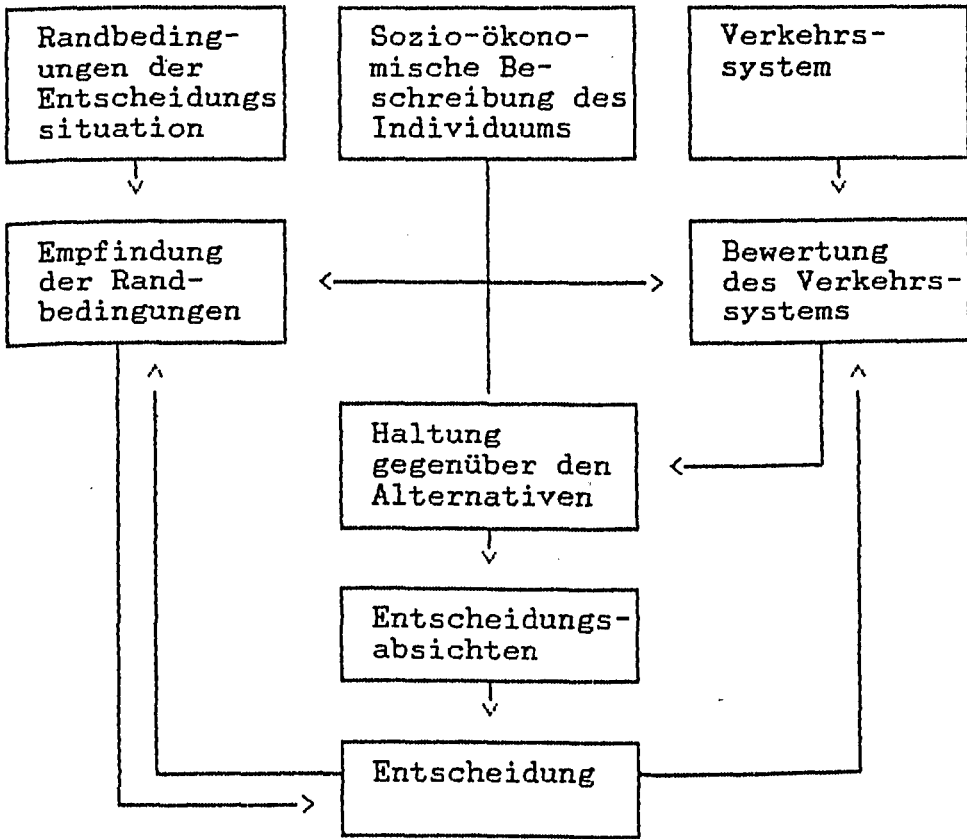 Randbeding-
ungen der
Entscheidungs
situation
Sozio-ökono-
mische Be-
schreibung des
Individuums
Verkehrs-
system
Empfindung
der Rand-
bedingungen
Bewertung
des Verkehrs-
systems
Haltung
gegenüber den
Alternativen
Entscheidungs-
absichten
Entscheidung